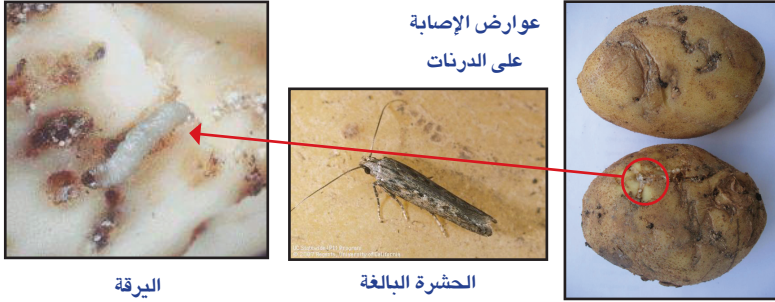 عوارض الإصابة
على الدرنات
الحشرة البالغة
اليرقة